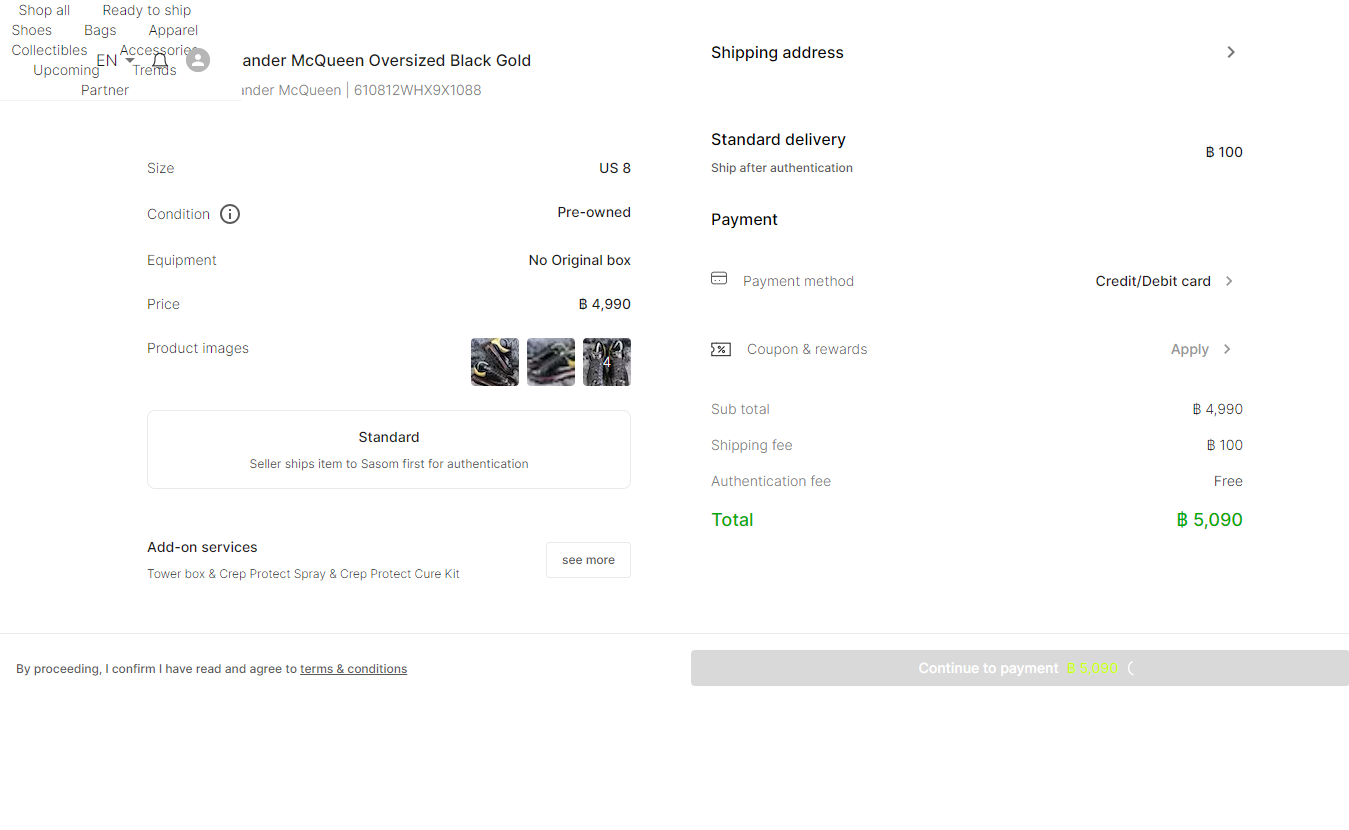 Shop all Ready to ship
Shoes Bags Apparel
Collectibles Accessories
EN
Upcoming Trends
Partner
ander McQueen Oversized Black Gold
ander McQueen | 610812WHX9X1088
Size US 8
Condition Pre-owned
Equipment No Original box
Price ฿ 4,990
Product images 4
Standard
Seller ships item to Sasom first for authentication
Add-on services
Tower box & Crep Protect Spray & Crep Protect Cure Kit
see more
Shipping address
Standard delivery
Ship after authentication
฿ 100
Payment
Payment method Credit/Debit card
Coupon & rewards Apply
Sub total ฿ 4,990
Shipping fee ฿ 100
Authentication fee Free
Total ฿ 5,090
By proceeding, I confirm I have read and agree to terms & conditions
Continue to payment ฿ 5,090